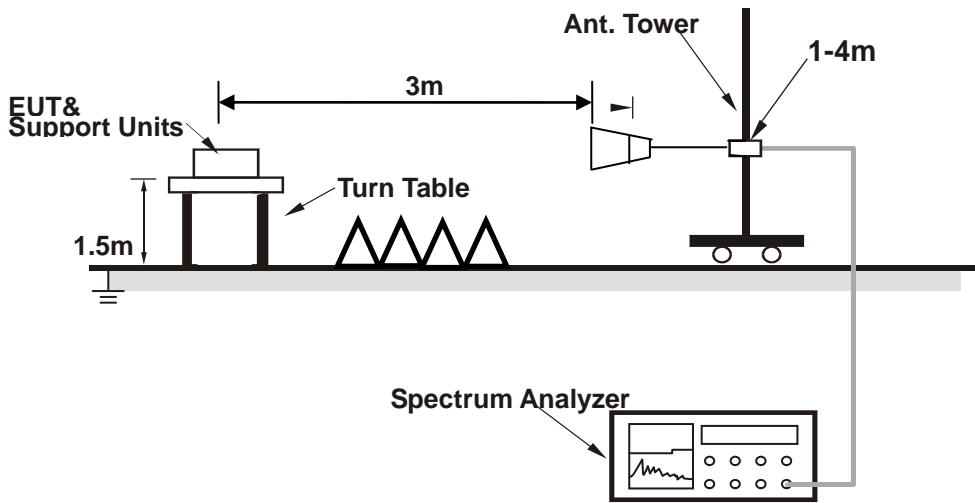 Ant. Tower
1-4m
3m
EUT&
Support Units
Turn Table
1.5m
Spectrum Analyzer